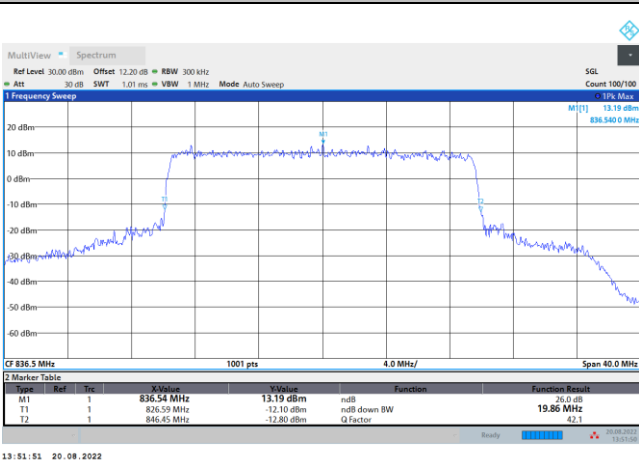 MultiView Spectrum
Ref Level 30.00 dBm Offset 12.20 dB RBW 300 kHz SGL
Att 30 dB SWT 1.01 ms VBW 1 MHz Mode Auto Sweep Count 100/100
1 Frequency Sweep 1Pk Max
M1[1] 13.19 dBm
836.540 0 MHz
20 dBm
M1
10 dBm
0 dBm
T1 T2
-10 dBm
-20 dBm
-30 dBm
-40 dBm
-50 dBm
-60 dBm
CF 836.5 MHz 1001 pts 4.0 MHz/ Span 40.0 MHz
2 Marker Table
Type Ref Trc X-Value Y-Value Function Function Result
M1 1 836.54 MHz 13.19 dBm ndB 26.0 dB
T1 1 826.59 MHz -12.10 dBm ndB down BW 19.86 MHz
T2 1 846.45 MHz -12.80 dBm Q Factor 42.1
Ready 20.08.2022
13:51:50
13:51:51 20.08.2022